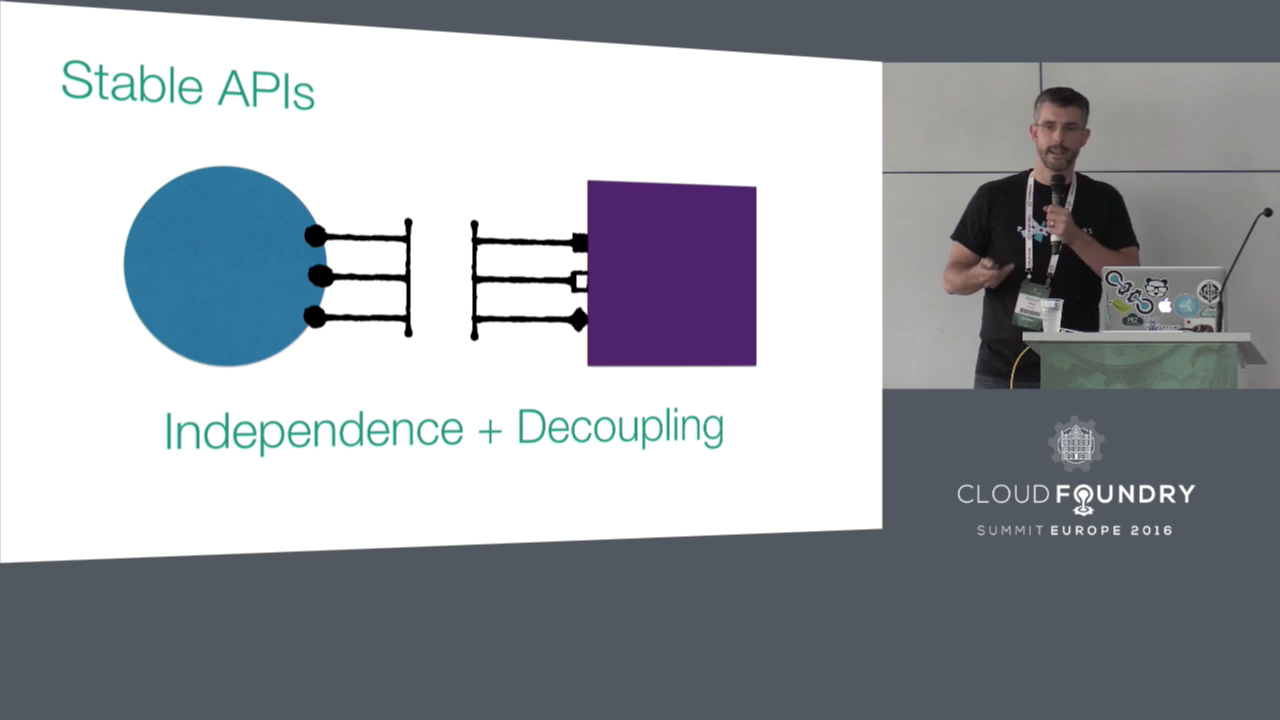 Stable APIs
Independence + Decoupling
CLOUD FOUNDRY
SUMMIT EUROPE 2016